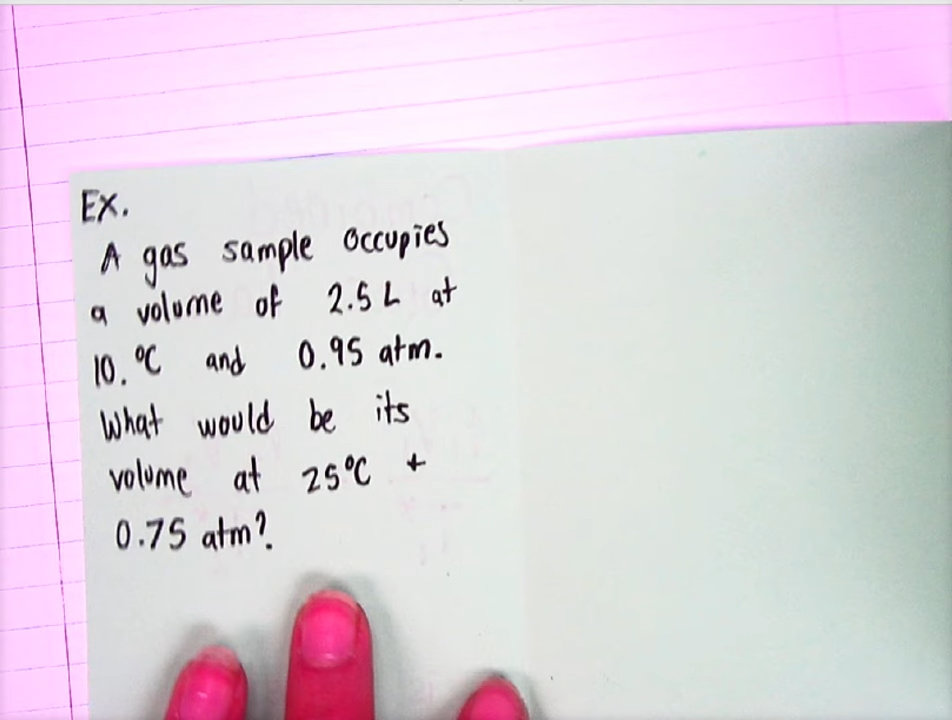 Ex.
A gas sample occupies
a volume of 2.5 L at
10. °C and 0.95 atm.
What would be its
volume at 25°C +
0.75 atm?